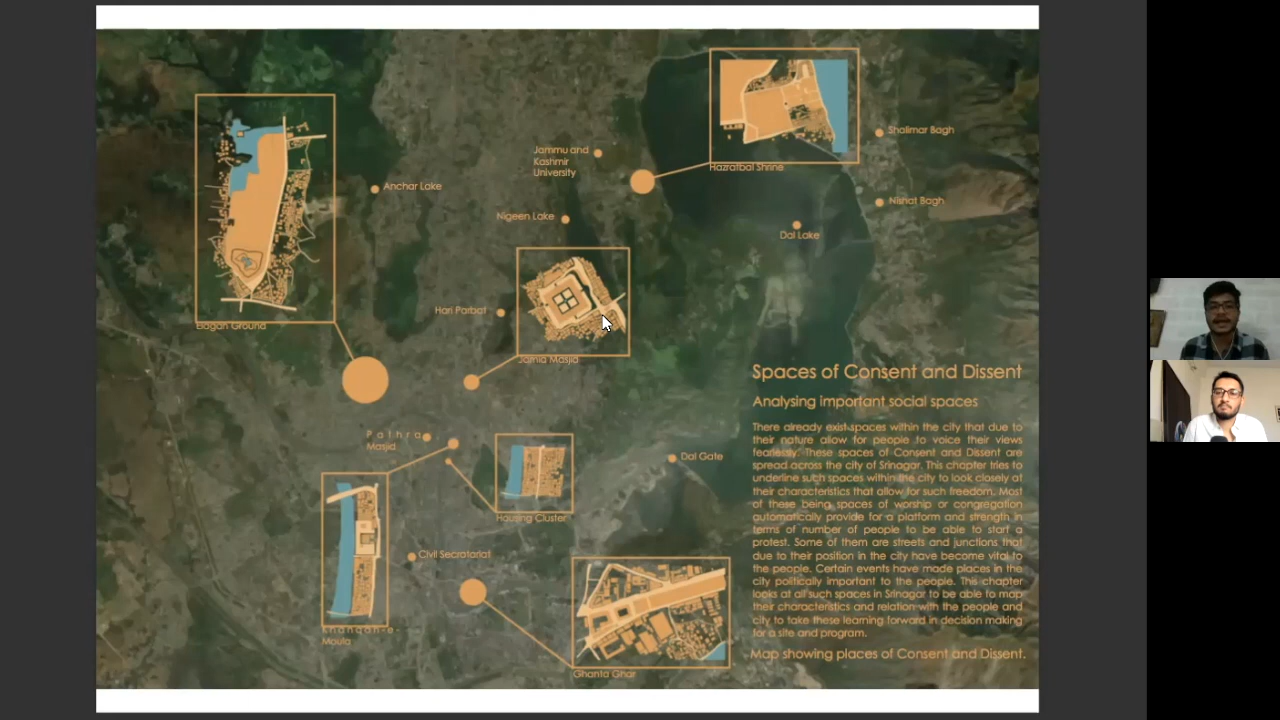 Hazratbal Shrine
Shalimar Bagh
Jammu and
Kashmir
University
Anchar Lake
Nishat Bagh
Nigeen Lake
Dal Lake
Hari Parbat
Elagah Ground
Jamia Masjid
Spaces of Consent and Dissent
Analysing important social spaces
There already exist spaces within the city that due to
their nature allow for people to voice their views
fearlessly. These spaces of Consent and Dissent are
spread across the city of Srinagar. This chapter tries to
underline such spaces within the city to look closely at
their characteristics that allow for such freedom. Most
of these being spaces of worship or congregation
automatically provide for a platform and strength in
terms of number of people to be able to start a
protest. Some of them are streets and junctions that
due to their position in the city have become vital to
the people. Certain events have made places in the
city politically important to the people. This chapter
looks at all such spaces in Srinagar to be able to map
their characteristics and relation with the people and
city to take these learning forward in decision making
for a site and program.
Map showing places of Consent and Dissent.
Pathra
Masjid
Dal Gate
Housing Cluster
Civil Secratariat
Khanqah-e-
Moula
Ghanta Ghar